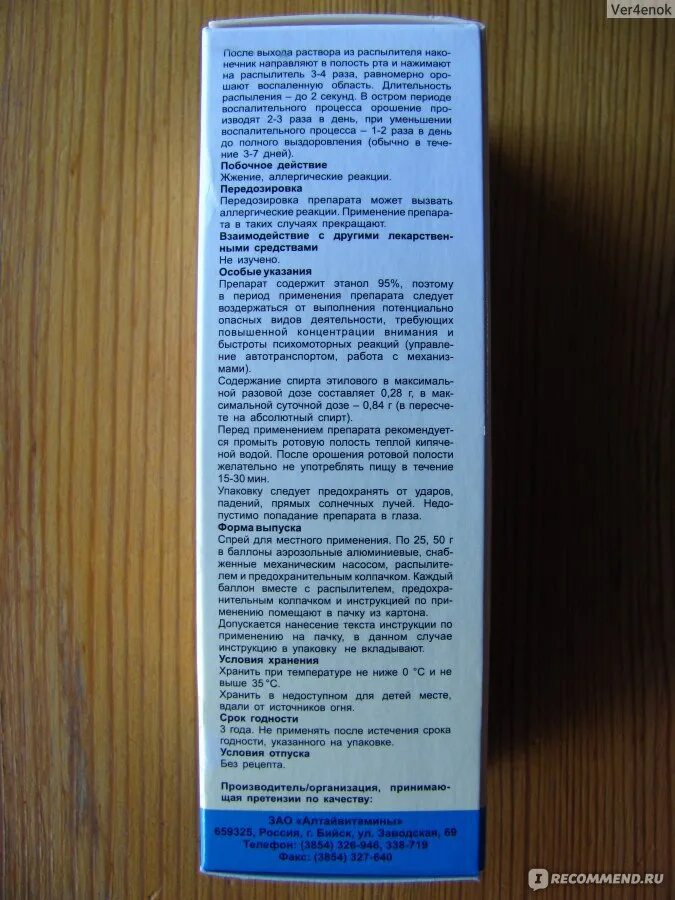 Ver4enok
После выхода раствора из распылителя нако-
нечник направляют в полость рта и нажимают
на распылитель 3-4 раза, равномерно оро-
шают воспаленную область. Длительность
распыления – до 2 секунд. В остром периоде
воспалительного процесса орошение про-
изводят 2-3 раза в день, при уменьшении
воспалительного процесса – 1-2 раза в день
до полного выздоровления (обычно в тече-
ние 3-7 дней).
Побочное действие
Жжение, аллергические реакции.
Передозировка
Передозировка препарата может вызвать
аллергические реакции. Применение препара-
та в таких случаях прекращают.
Взаимодействие с другими лекарствен-
ными средствами
Не изучено.
Особые указания
Препарат содержит этанол 95%, поэтому
в период применения препарата следует
воздержаться от выполнения потенциально
опасных видов деятельности, требующих
повышенной концентрации внимания и
быстроты психомоторных реакций (управле-
ние автотранспортом, работа с механиз-
мами).
Содержание спирта этилового в максималь-
ной разовой дозе составляет 0,28 г, в мак-
симальной суточной дозе – 0,84 г (в пересче-
те на абсолютный спирт).
Перед применением препарата рекомендует-
ся промыть ротовую полость теплой кипяче-
ной водой. После орошения ротовой полости
желательно не употреблять пищу в течение
15-30 мин.
Упаковку следует предохранять от ударов,
падений, прямых солнечных лучей. Недо-
пустимо попадание препарата в глаза.
Форма выпуска
Спрей для местного применения. По 25, 50 г
в баллоны аэрозольные алюминиевые, снаб-
женные механическим насосом, распылите-
лем и предохранительным колпачком. Каждый
баллон вместе с распылителем, предохра-
нительным колпачком и инструкцией по при-
менению помещают в пачку из картона.
Допускается нанесение текста инструкции по
применению на пачку, в данном случае
инструкцию в упаковку не вкладывают.
Условия хранения
Хранить при температуре не ниже 0 °С и не
выше 35 °С.
Хранить в недоступном для детей месте,
вдали от источников огня.
Срок годности
3 года. Не применять после истечения срока
годности, указанного на упаковке.
Условия отпуска
Без рецепта.
Производитель/организация, принимаю-
щая претензии по качеству:
ЗАО «Алтайвитамины»
659325, Россия, г. Бийск, ул. Заводская, 69
Телефон: (3854) 326-946, 338-719
Факс: (3854) 327-640
I RECOMMEND.RU